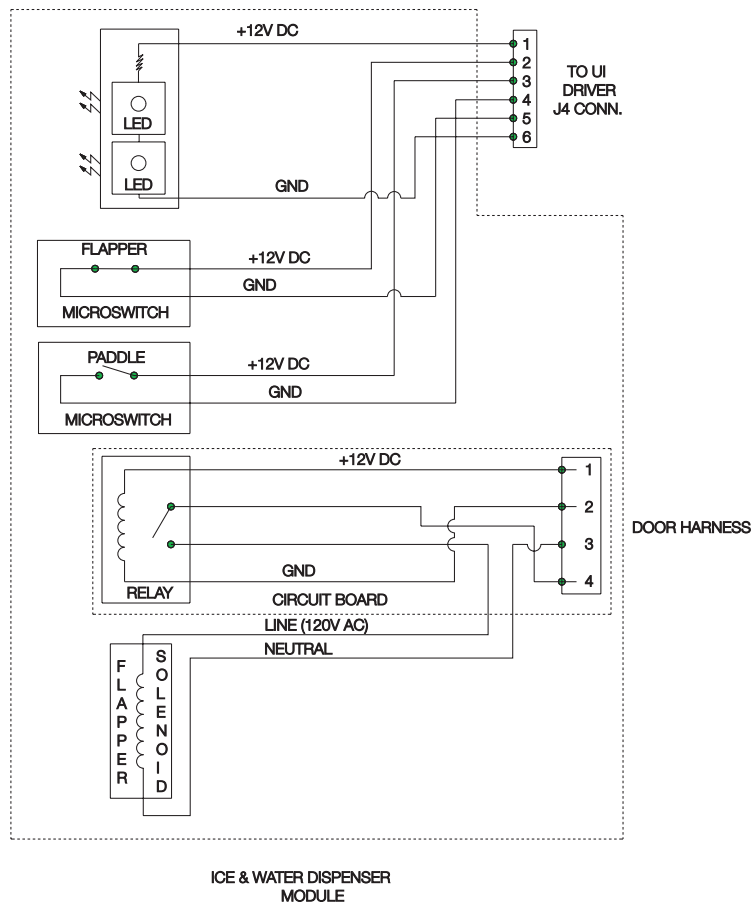 +12V DC
1
2
3
4
5
6
TO UI
DRIVER
J4 CONN.
LED
LED
GND
FLAPPER
+12V DC
GND
MICROSWITCH
PADDLE
+12V DC
GND
MICROSWITCH
+12V DC
1
2
3
4
DOOR HARNESS
GND
RELAY
CIRCUIT BOARD
LINE (120V AC)
NEUTRAL
FLAPPER
SOLENOID
ICE & WATER DISPENSER
MODULE